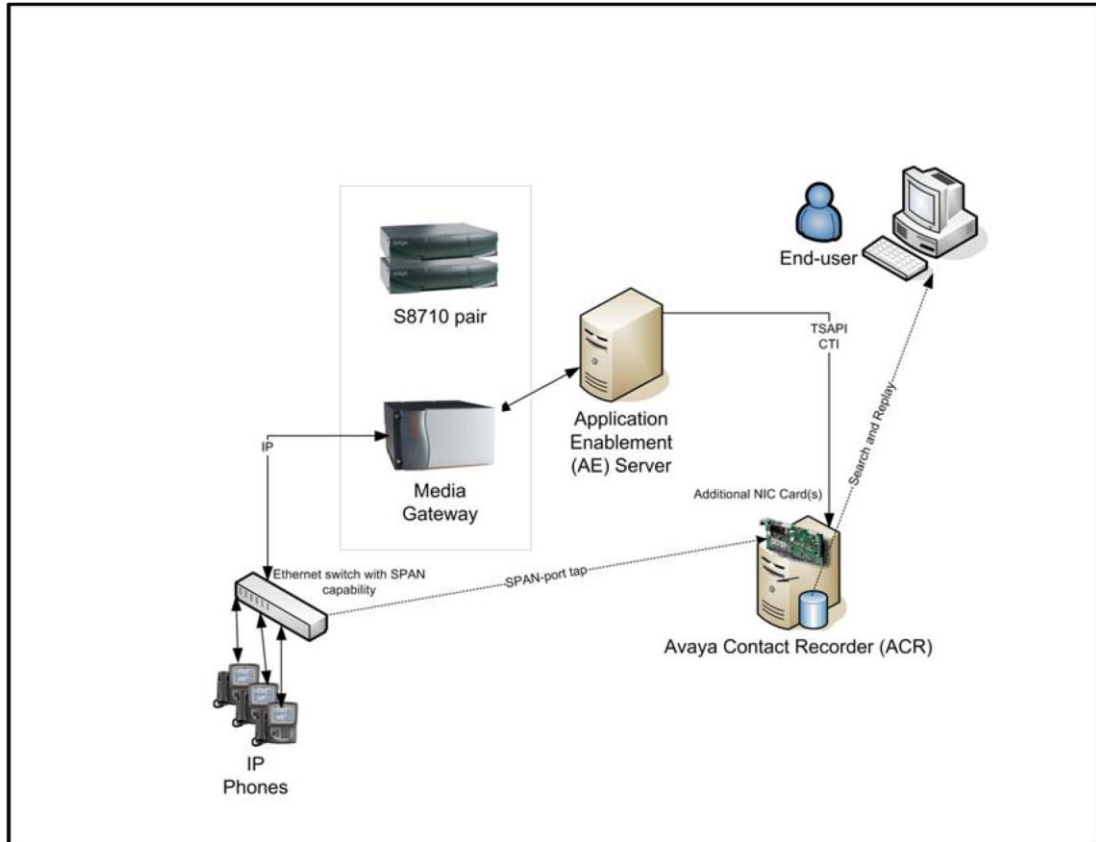 S8710 pair
End-user
TSAPI
CTI
Application
Enablement
(AE) Server
Search and Replay
IP
Media
Gateway
Additional NIC Card(s)
Ethernet switch with SPAN
capability
SPAN-port tap
Avaya Contact Recorder (ACR)
IP
Phones